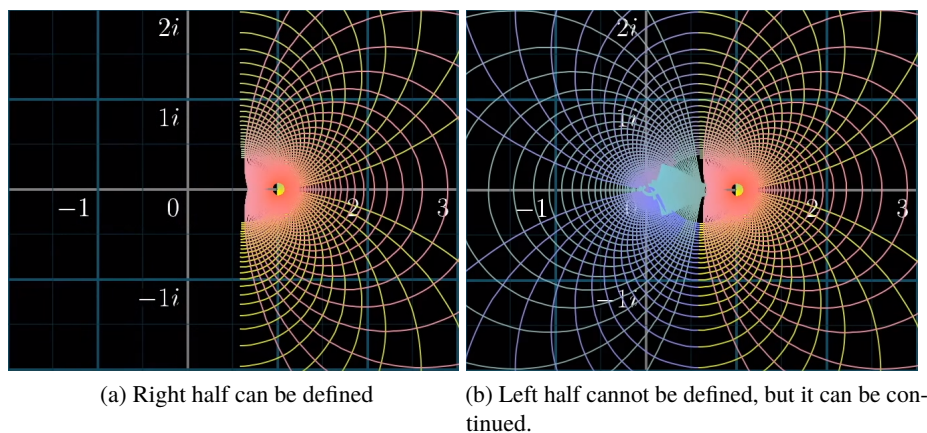 2i
1i
−1 0 2 3
−1i
2i
1i
−1 2 3
−1i
(a) Right half can be defined
(b) Left half cannot be defined, but it can be con-
tinued.